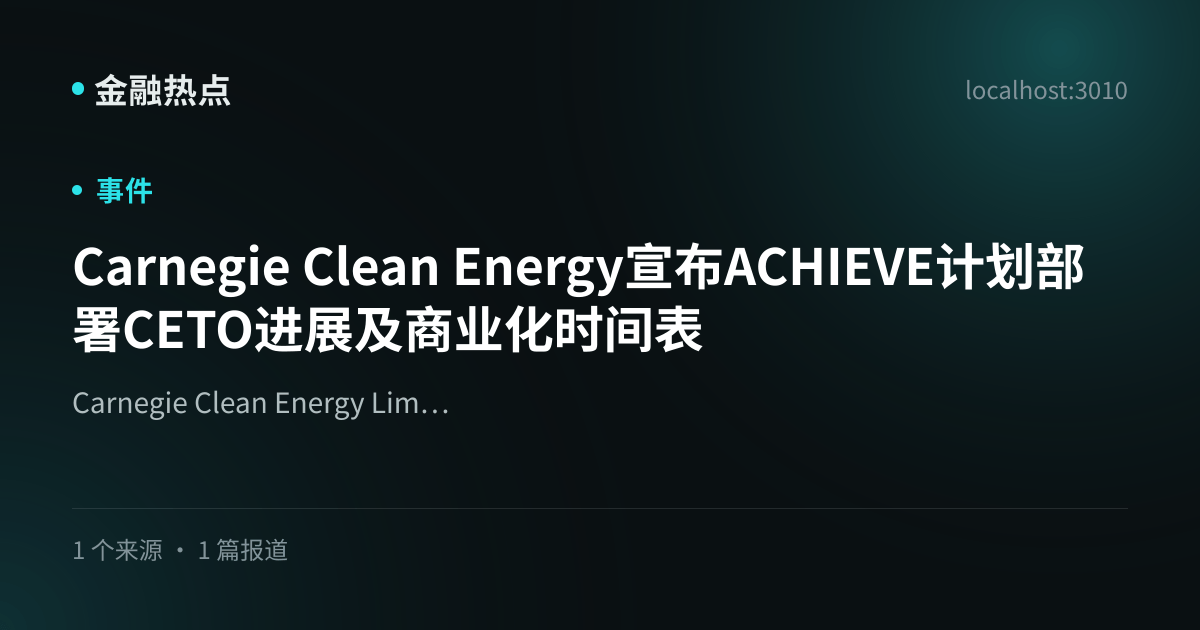 金融热点
localhost:3010
事件
Carnegie Clean Energy宣布ACHIEVE计划部
署CETO进展及商业化时间表
Carnegie Clean Energy Lim…
1 个来源 · 1 篇报道